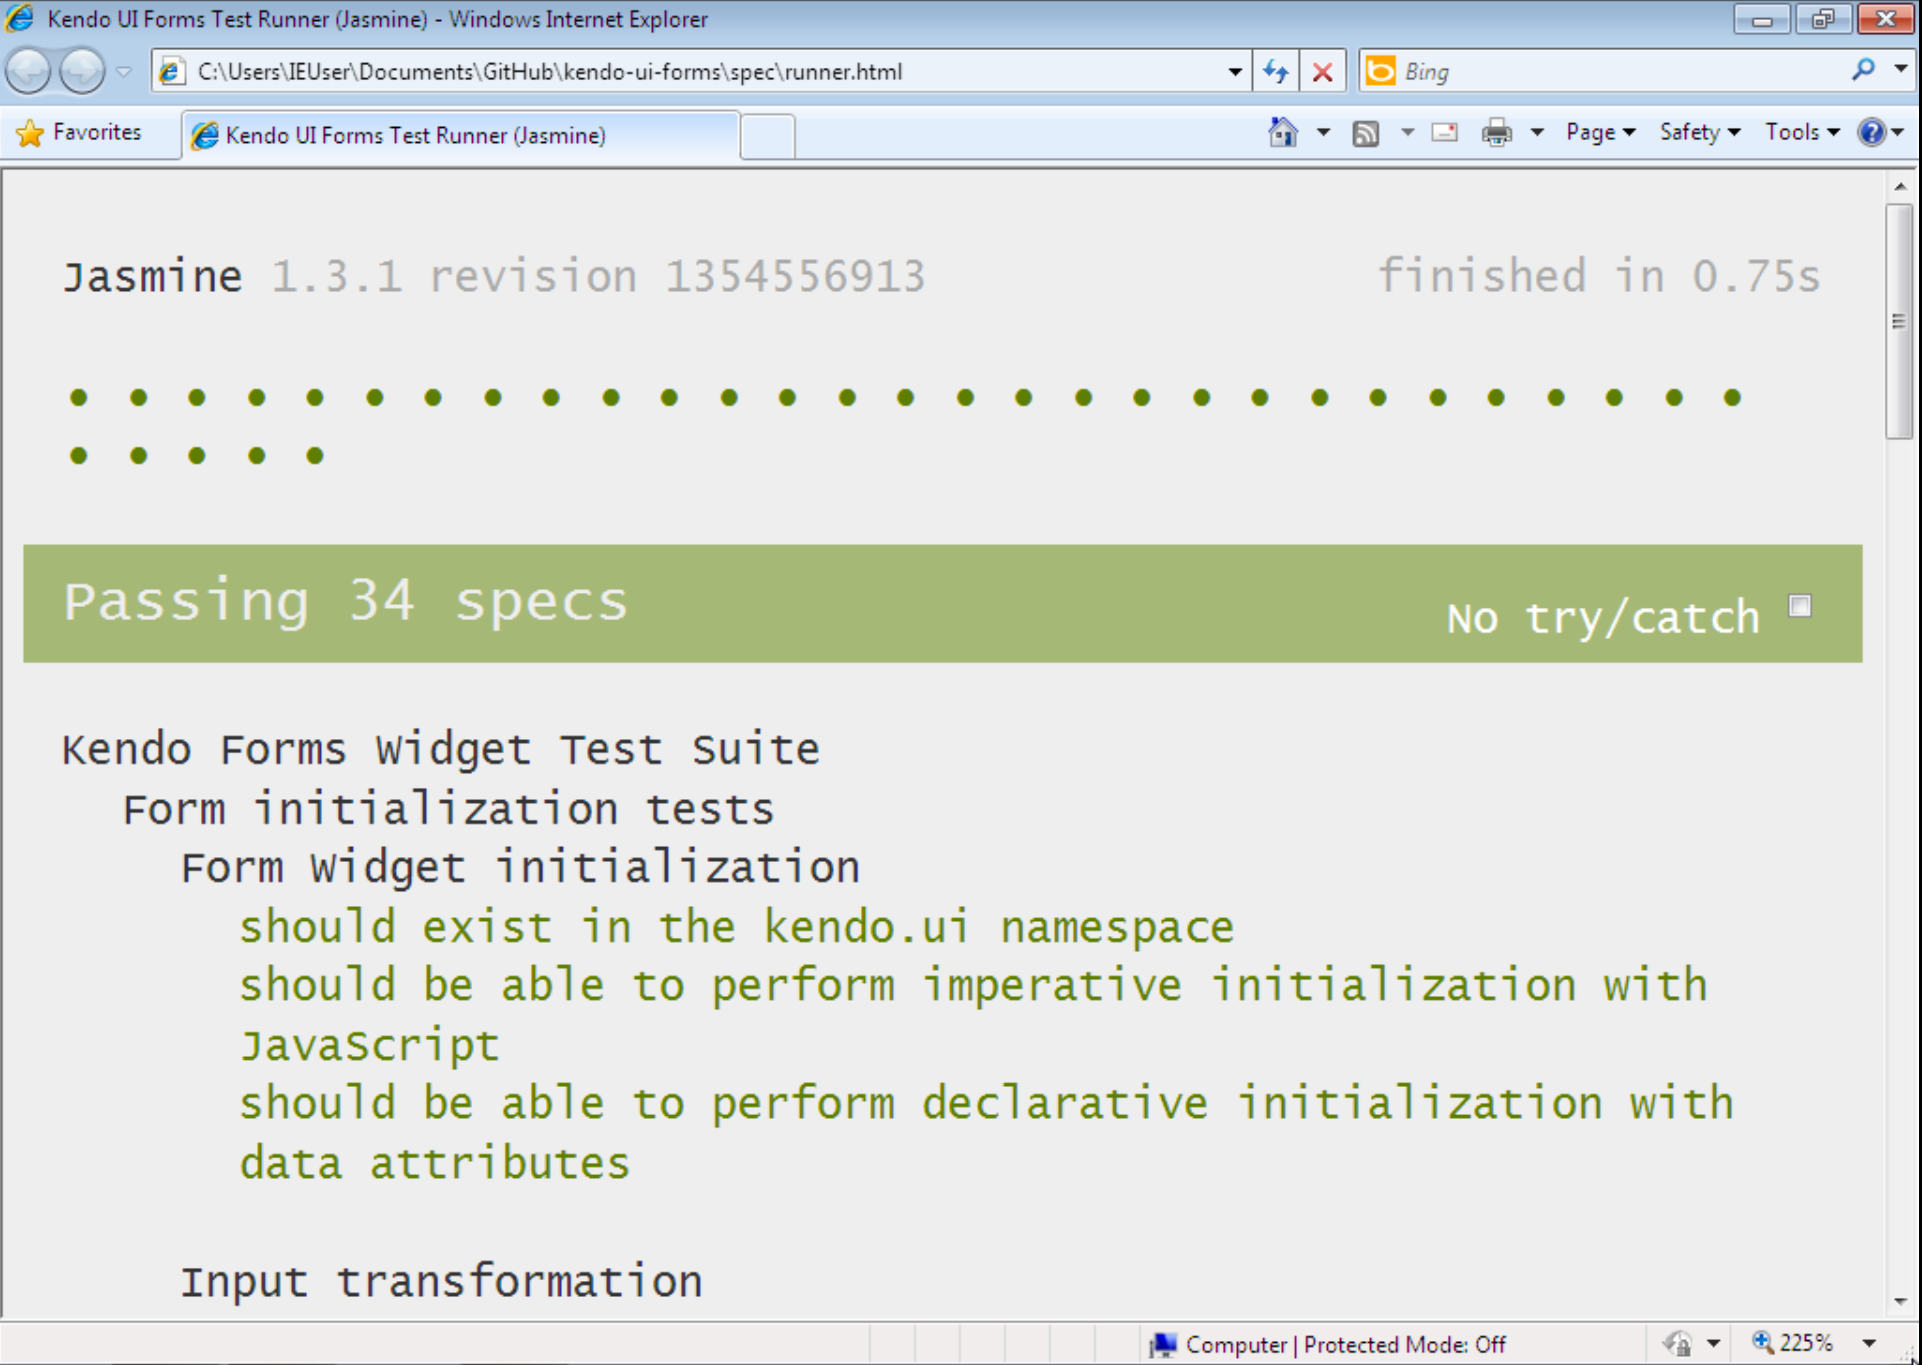 Kendo UI Forms Test Runner (Jasmine) - Windows Internet Explorer
C:\Users\IEUser\Documents\GitHub\kendo-ui-forms\spec\runner.html
Bing
Favorites
Kendo UI Forms Test Runner (Jasmine)
Page
Safety
Tools
Jasmine 1.3.1 revision 1354556913
finished in 0.75s
Passing 34 specs
No try/catch
Kendo Forms Widget Test Suite
Form initialization tests
Form Widget initialization
should exist in the kendo.ui namespace
should be able to perform imperative initialization with
JavaScript
should be able to perform declarative initialization with
data attributes
Input transformation
Computer | Protected Mode: Off
225%